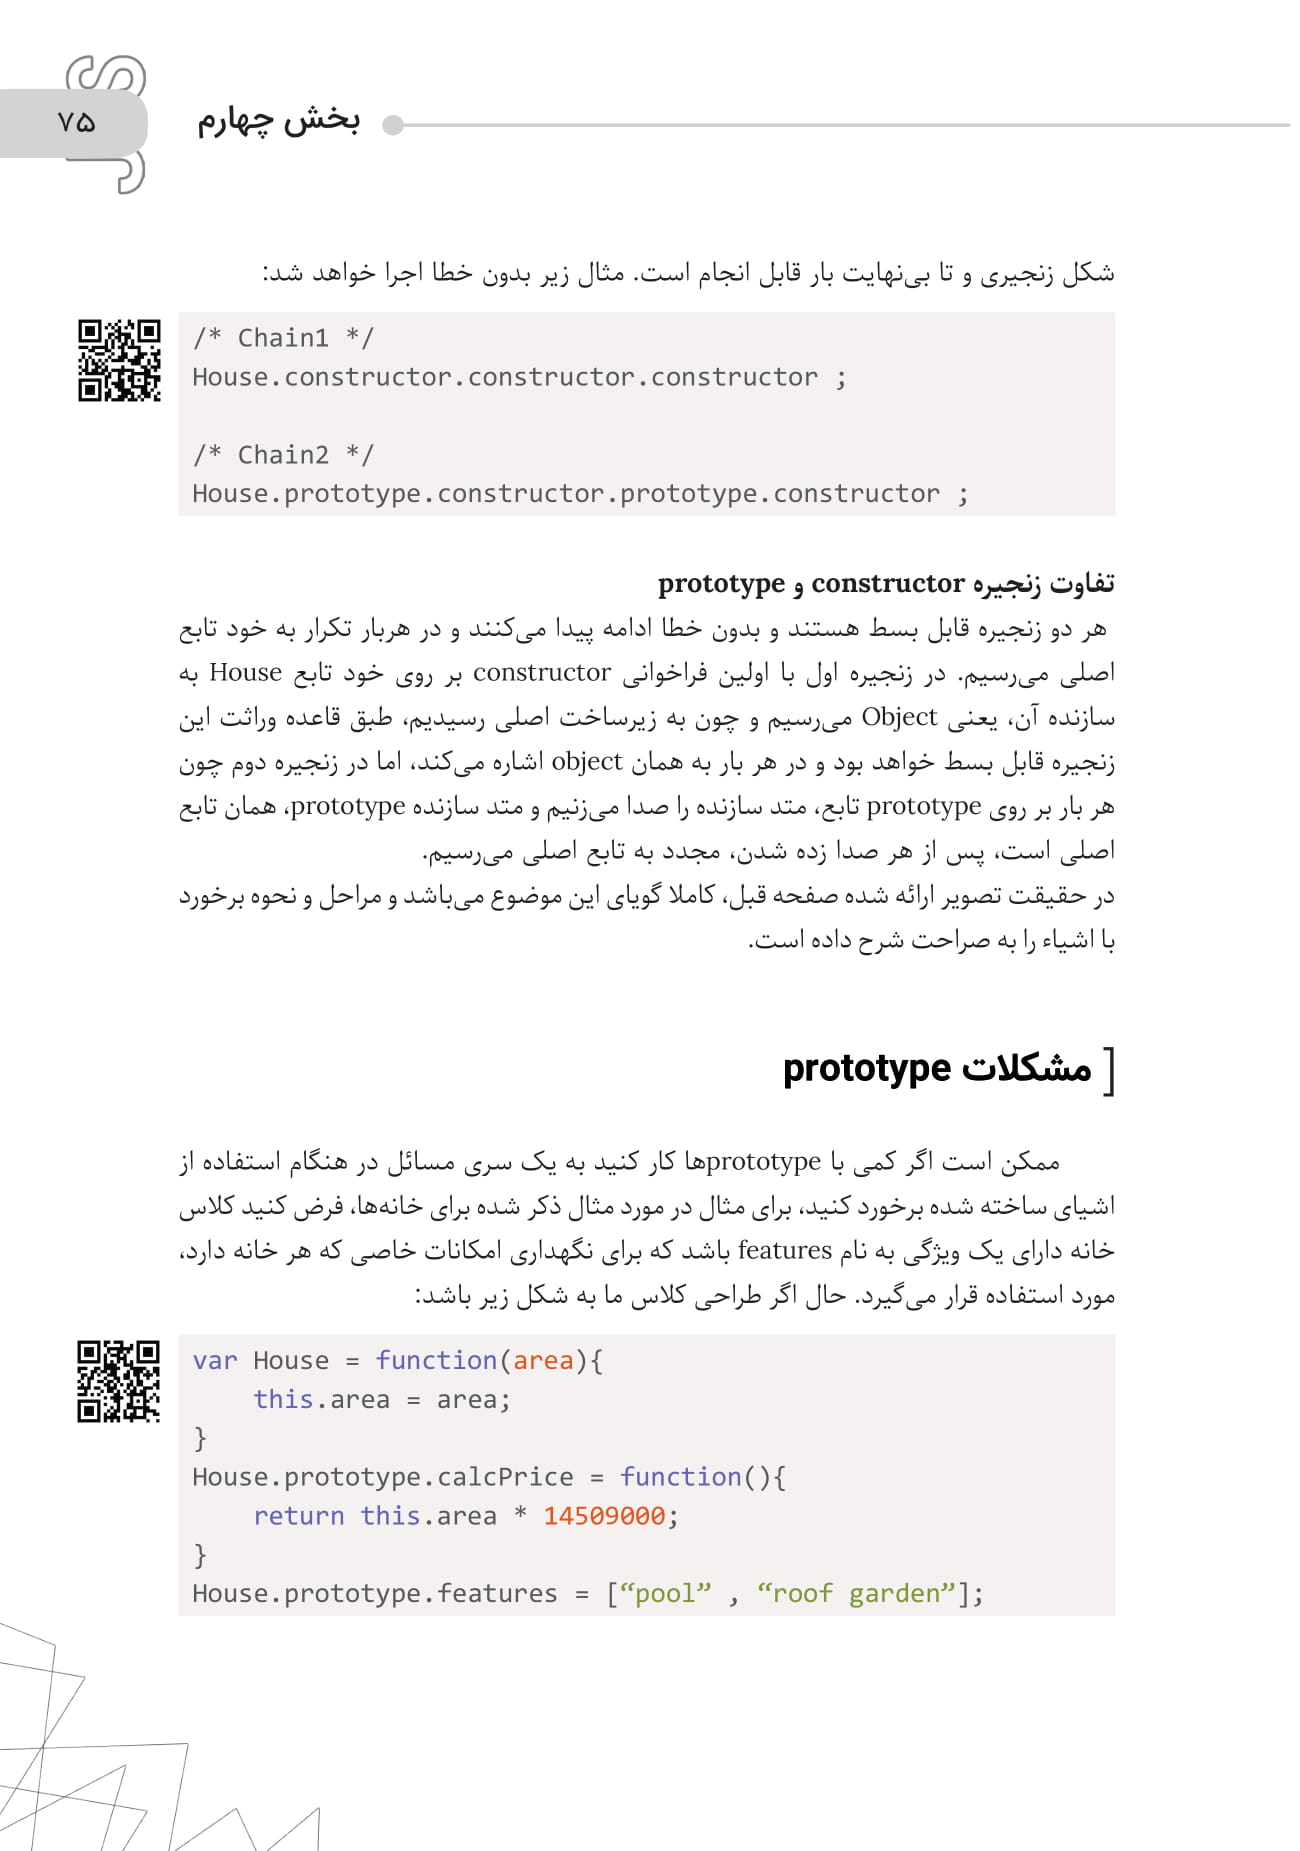 JS
۷۵
بخش چهارم
شکل زنجیری و تا بی‌نهایت بار قابل انجام است. مثال زیر بدون خطا اجرا خواهد شد:
/* Chain1 */
House.constructor.constructor.constructor ;
/* Chain2 */
House.prototype.constructor.prototype.constructor ;
تفاوت زنجیره constructor و prototype
هر دو زنجیره قابل بسط هستند و بدون خطا ادامه پیدا می‌کنند و در هربار تکرار به خود تابع
اصلی می‌رسیم. در زنجیره اول با اولین فراخوانی constructor بر روی خود تابع House به
سازنده آن، یعنی Object می‌رسیم و چون به زیرساخت اصلی رسیدیم، طبق قاعده وراثت این
زنجیره قابل بسط خواهد بود و در هر بار به همان object اشاره می‌کند، اما در زنجیره دوم چون
هر بار بر روی prototype تابع، متد سازنده را صدا می‌زنیم و متد سازنده prototype، همان تابع
اصلی است، پس از هر صدا زده شدن، مجدد به تابع اصلی می‌رسیم.
در حقیقت تصویر ارائه شده صفحه قبل، کاملا گویای این موضوع می‌باشد و مراحل و نحوه برخورد
با اشیاء را به صراحت شرح داده است.
[ مشکلات prototype
ممکن است اگر کمی با prototypeها کار کنید به یک سری مسائل در هنگام استفاده از
اشیای ساخته شده برخورد کنید، برای مثال در مورد مثال ذکر شده برای خانه‌ها، فرض کنید کلاس
خانه دارای یک ویژگی به نام features باشد که برای نگهداری امکانات خاصی که هر خانه دارد،
مورد استفاده قرار می‌گیرد. حال اگر طراحی کلاس ما به شکل زیر باشد:
var House = function(area){
    this.area = area;
}
House.prototype.calcPrice = function(){
    return this.area * 14509000;
}
House.prototype.features = [“pool” , “roof garden”];